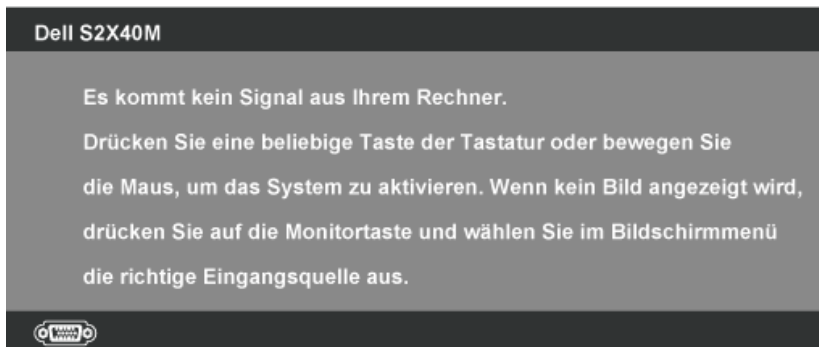 Dell S2X40M
Es kommt kein Signal aus Ihrem Rechner.
Drücken Sie eine beliebige Taste der Tastatur oder bewegen Sie
die Maus, um das System zu aktivieren. Wenn kein Bild angezeigt wird,
drücken Sie auf die Monitortaste und wählen Sie im Bildschirmmenü
die richtige Eingangsquelle aus.